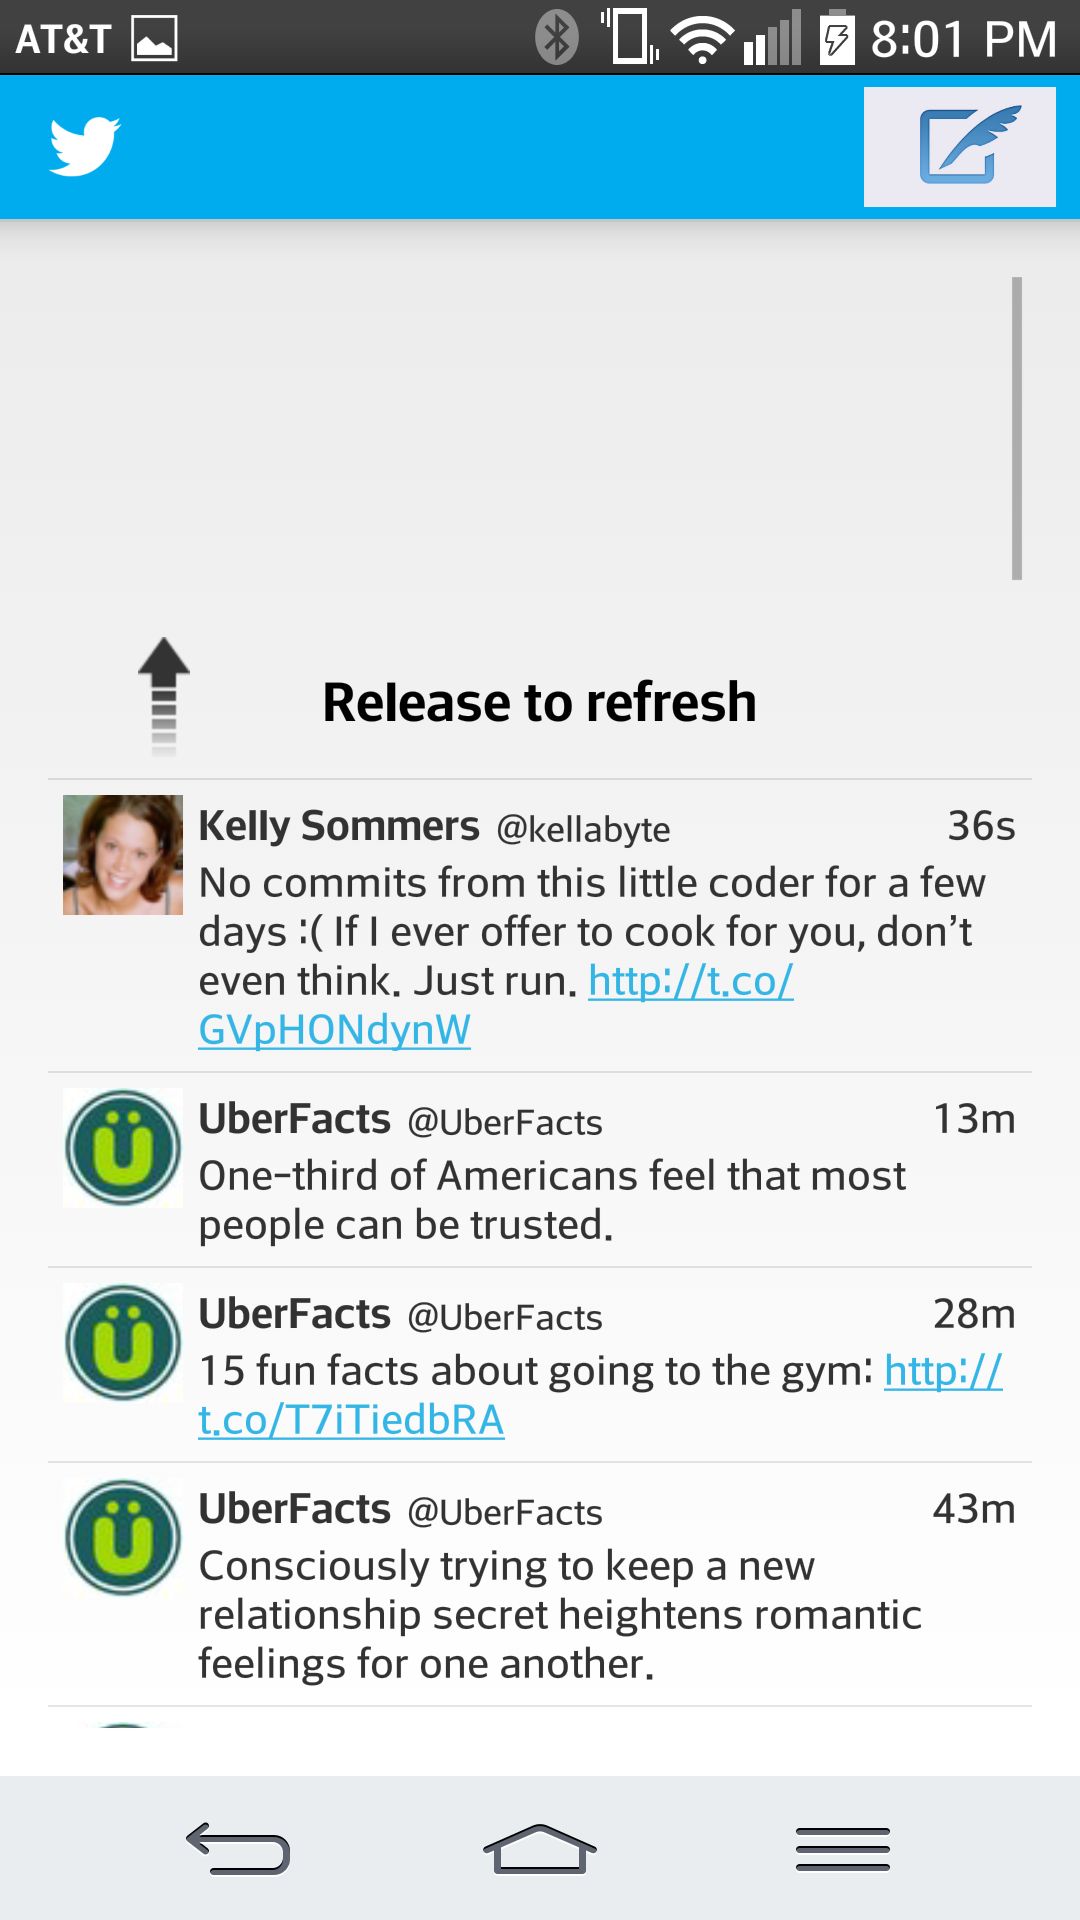 AT&T 8:01 PM
Release to refresh
Kelly Sommers @kellabyte 36s
No commits from this little coder for a few
days :( If I ever offer to cook for you, don’t
even think. Just run. http://t.co/
GVpHONdynW
UberFacts @UberFacts 13m
One-third of Americans feel that most
people can be trusted.
UberFacts @UberFacts 28m
15 fun facts about going to the gym: http://
t.co/T7iTiedbRA
UberFacts @UberFacts 43m
Consciously trying to keep a new
relationship secret heightens romantic
feelings for one another.